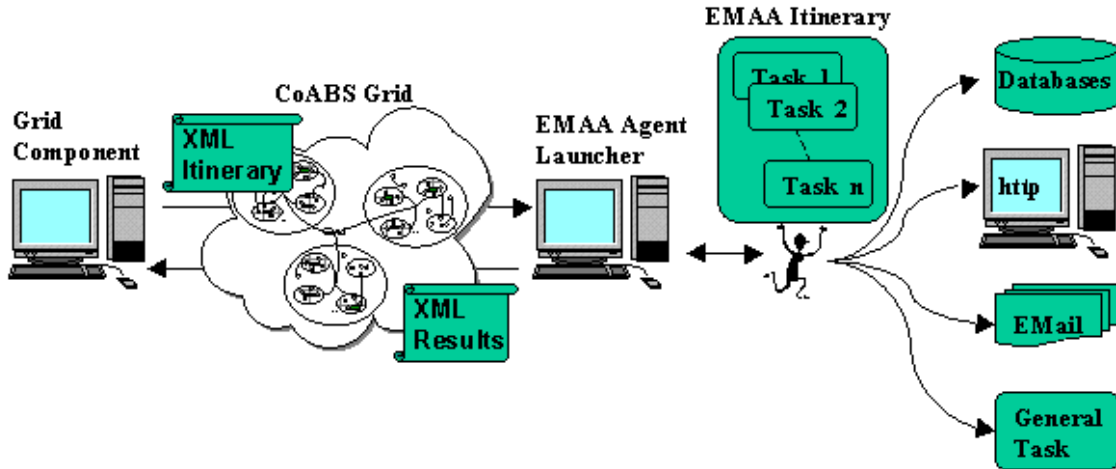 EMAA Itinerary
Task 1
Task 2
Task n
Databases
http
EMail
General
Task
CoABS Grid
Grid
Component
XML
Itinerary
EMAA Agent
Launcher
XML
Results